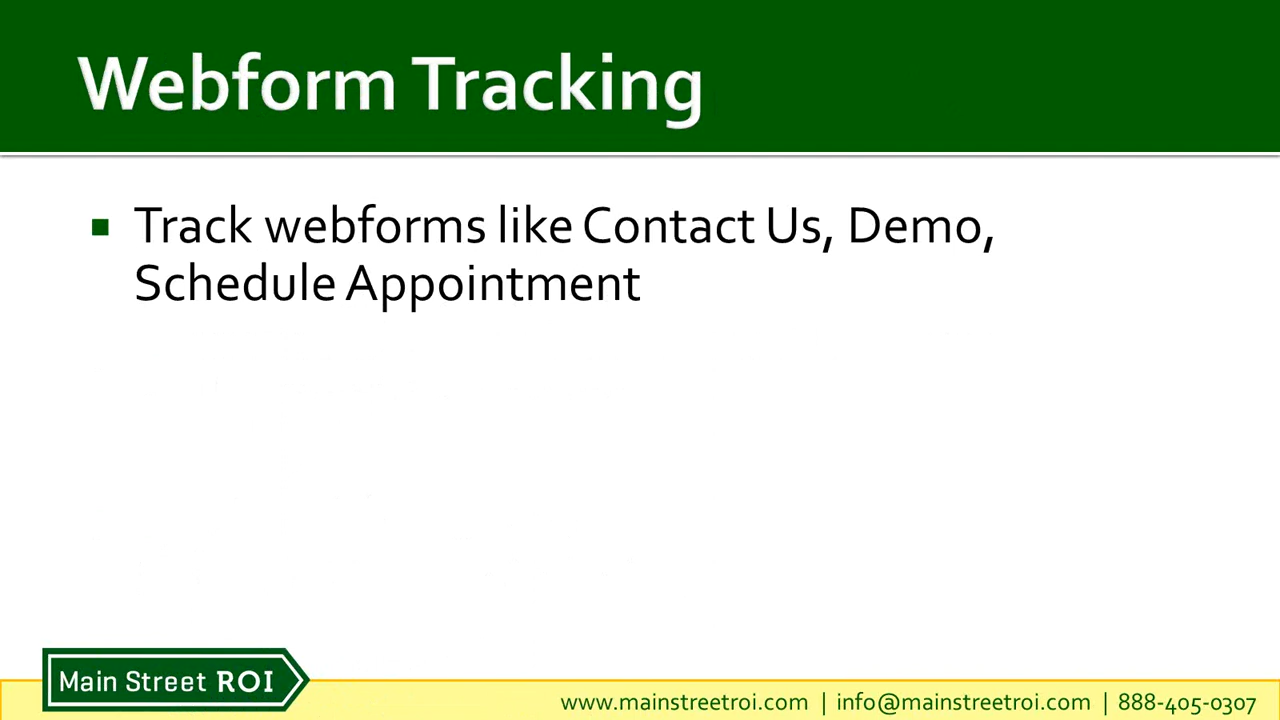 Webform Tracking
Track webforms like Contact Us, Demo,
Schedule Appointment
Main Street ROI
www.mainstreetroi.com | info@mainstreetroi.com | 888-405-0307